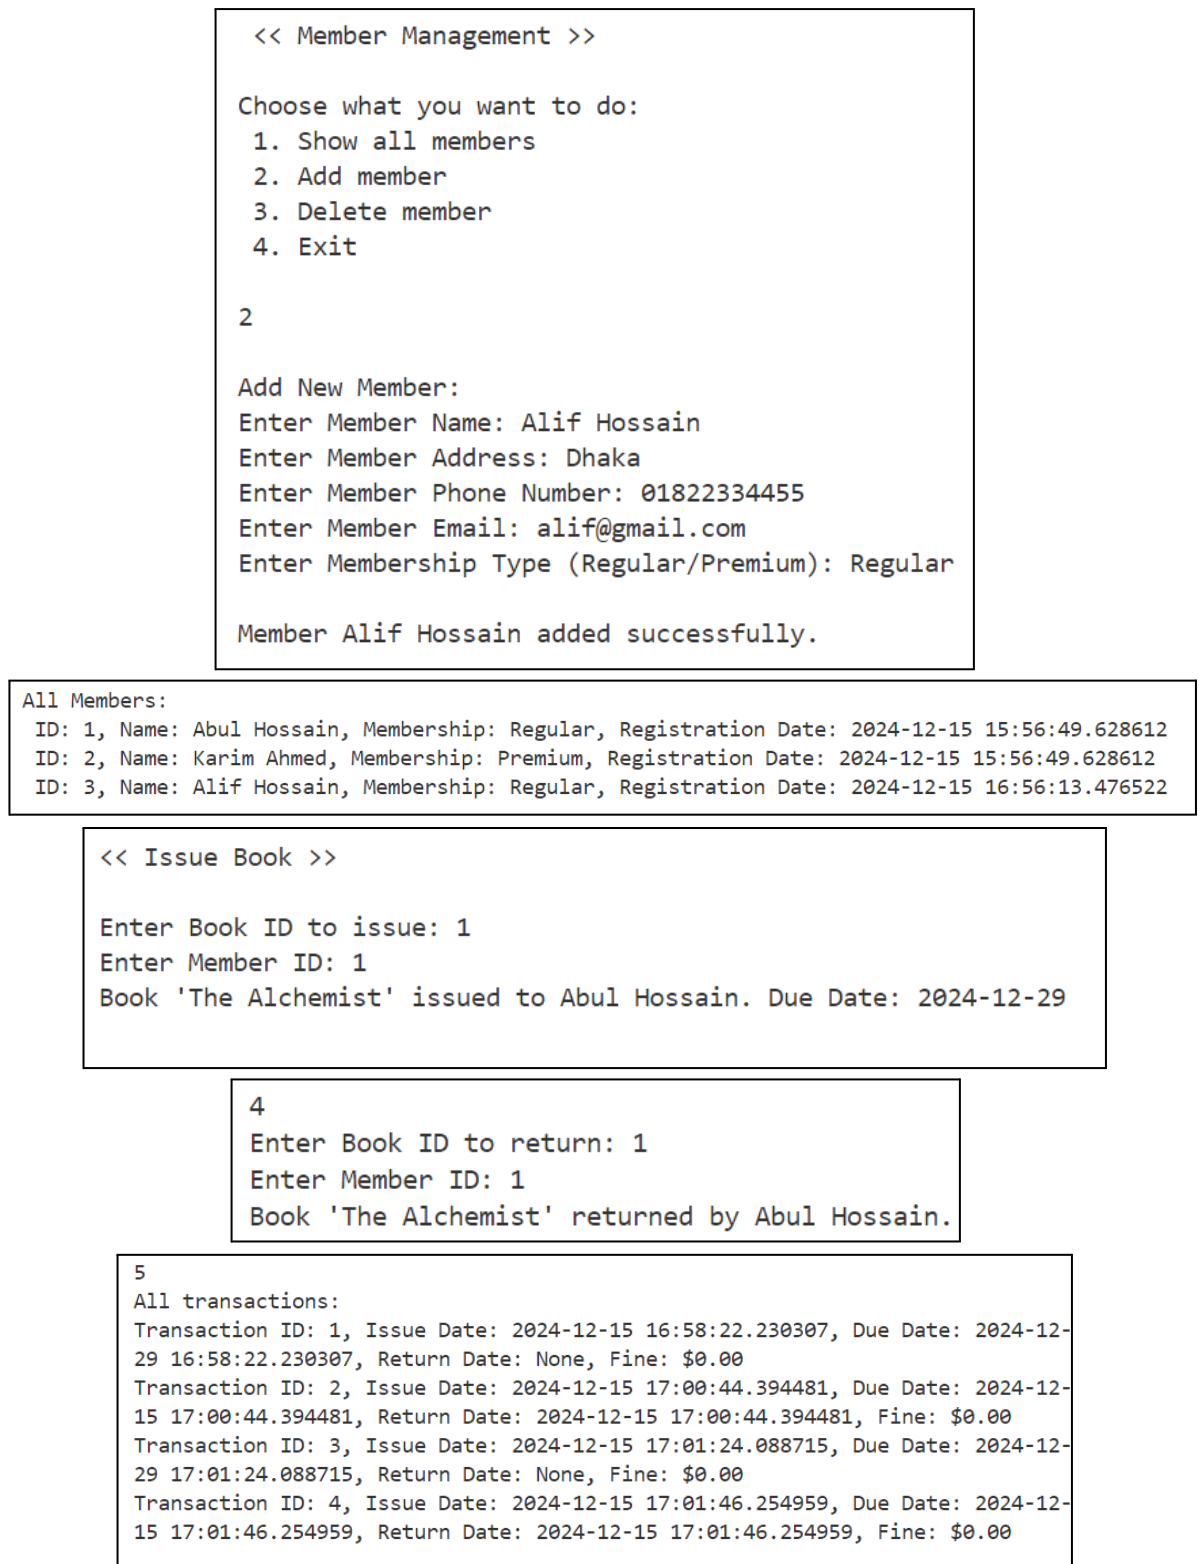 << Member Management >>
Choose what you want to do:
1. Show all members
2. Add member
3. Delete member
4. Exit
2
Add New Member:
Enter Member Name: Alif Hossain
Enter Member Address: Dhaka
Enter Member Phone Number: 01822334455
Enter Member Email: alif@gmail.com
Enter Membership Type (Regular/Premium): Regular
Member Alif Hossain added successfully.
All Members:
ID: 1, Name: Abul Hossain, Membership: Regular, Registration Date: 2024-12-15 15:56:49.628612
ID: 2, Name: Karim Ahmed, Membership: Premium, Registration Date: 2024-12-15 15:56:49.628612
ID: 3, Name: Alif Hossain, Membership: Regular, Registration Date: 2024-12-15 16:56:13.476522
<< Issue Book >>
Enter Book ID to issue: 1
Enter Member ID: 1
Book 'The Alchemist' issued to Abul Hossain. Due Date: 2024-12-29
4
Enter Book ID to return: 1
Enter Member ID: 1
Book 'The Alchemist' returned by Abul Hossain.
5
All transactions:
Transaction ID: 1, Issue Date: 2024-12-15 16:58:22.230307, Due Date: 2024-12-
29 16:58:22.230307, Return Date: None, Fine: $0.00
Transaction ID: 2, Issue Date: 2024-12-15 17:00:44.394481, Due Date: 2024-12-
15 17:00:44.394481, Return Date: 2024-12-15 17:00:44.394481, Fine: $0.00
Transaction ID: 3, Issue Date: 2024-12-15 17:01:24.088715, Due Date: 2024-12-
29 17:01:24.088715, Return Date: None, Fine: $0.00
Transaction ID: 4, Issue Date: 2024-12-15 17:01:46.254959, Due Date: 2024-12-
15 17:01:46.254959, Return Date: 2024-12-15 17:01:46.254959, Fine: $0.00